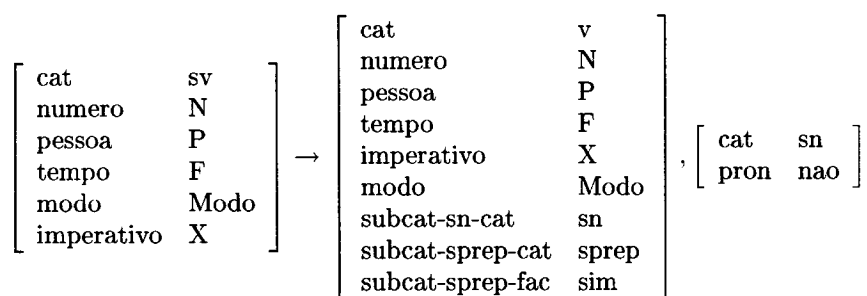 cat sv
numero N
pessoa P
tempo F
modo Modo
imperativo X
→
cat v
numero N
pessoa P
tempo F
imperativo X
modo Modo
subcat-sn-cat sn
subcat-sprep-cat sprep
subcat-sprep-fac sim
,
cat sn
pron nao